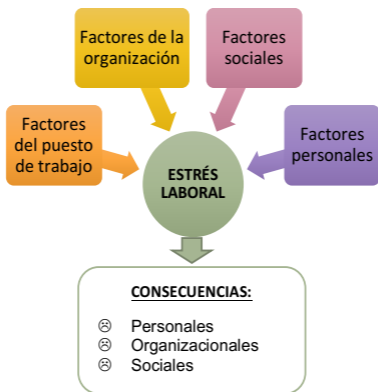 Factores de la
organización
Factores
sociales
Factores
del puesto
de trabajo
Factores
personales
ESTRÉS
LABORAL
CONSECUENCIAS:
☹ Personales
☹ Organizacionales
☹ Sociales